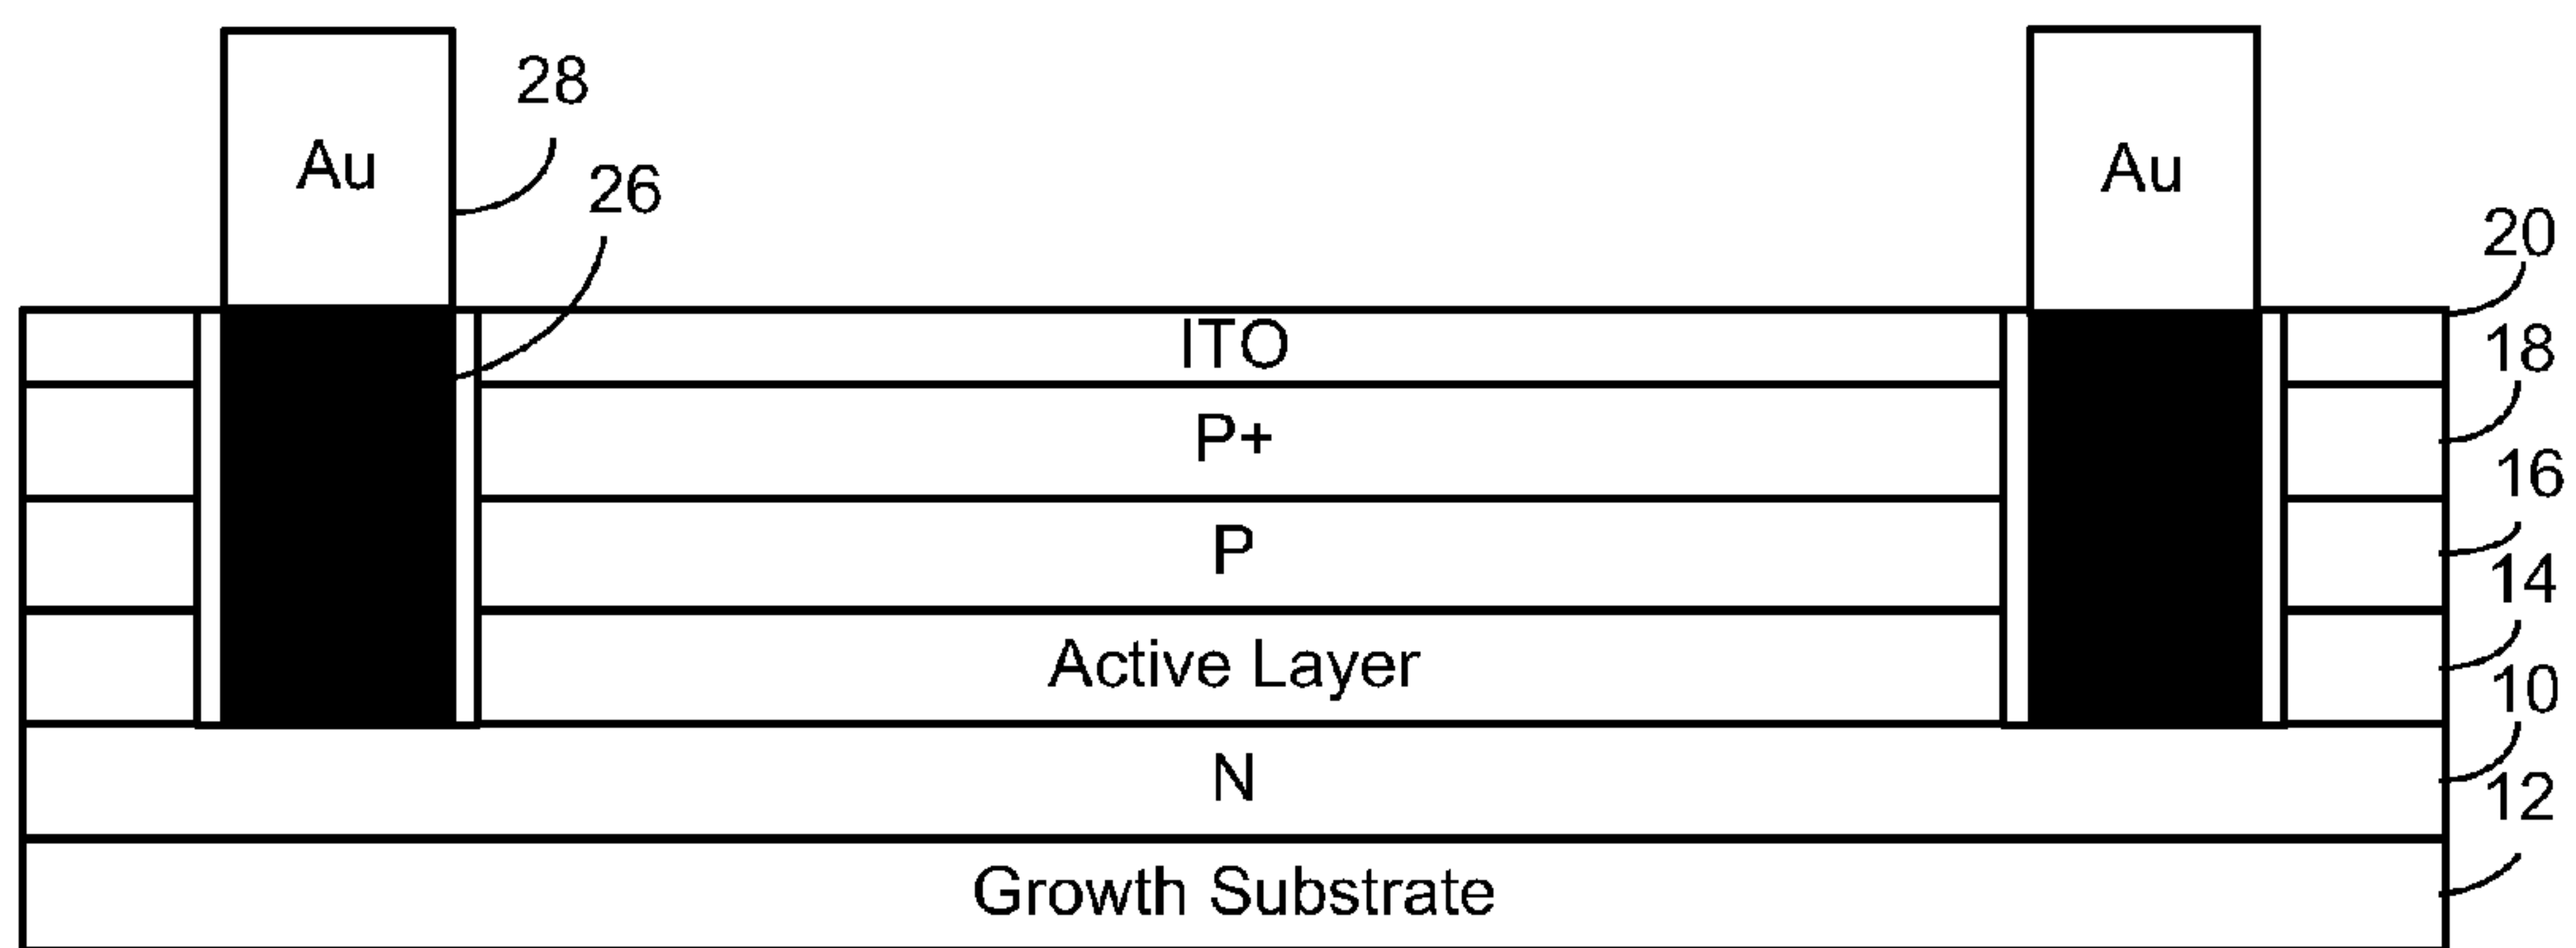 28
Au
Au
26
20
ITO
18
P+
16
P
14
Active Layer
10
N
12
Growth Substrate